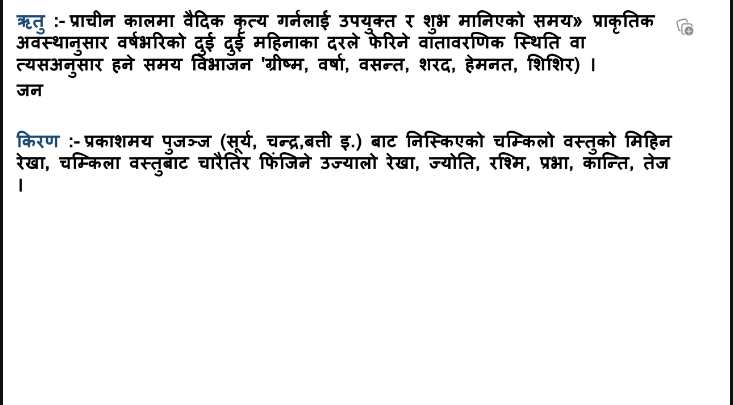 ऋतु :- प्राचीन कालमा वैदिक कृत्य गर्नलाई उपयुक्त र शुभ मानिएको समय» प्राकृतिक
अवस्थानुसार वर्षभरिको दुई दुई महिनाका दरले फेरिने वातावरणिक स्थिति वा
त्यसअनुसार हने समय विभाजन 'ग्रीष्म, वर्षा, वसन्त, शरद, हेमनत, शिशिर) ।
जन
किरण :- प्रकाशमय पुजञ्ज (सूर्य, चन्द्र,बत्ती इ.) बाट निस्किएको चम्किलो वस्तुको मिहिन
रेखा, चम्किला वस्तुबाट चारैतिर फिंजिने उज्यालो रेखा, ज्योति, रश्मि, प्रभा, कान्ति, तेज
।